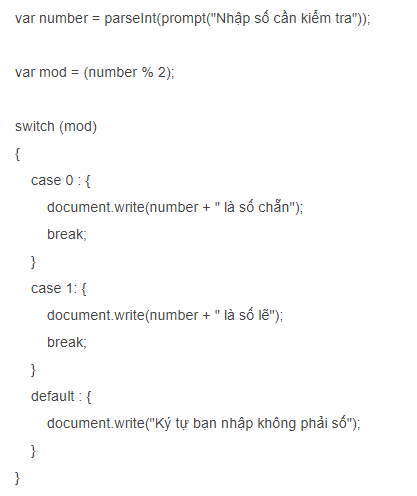 var number = parseInt(prompt("Nhập số cần kiểm tra"));
var mod = (number % 2);
switch (mod)
{
case 0 : {
document.write(number + " là số chẵn");
break;
}
case 1: {
document.write(number + " là số lẽ");
break;
}
default : {
document.write("Ký tự bạn nhập không phải số");
}
}